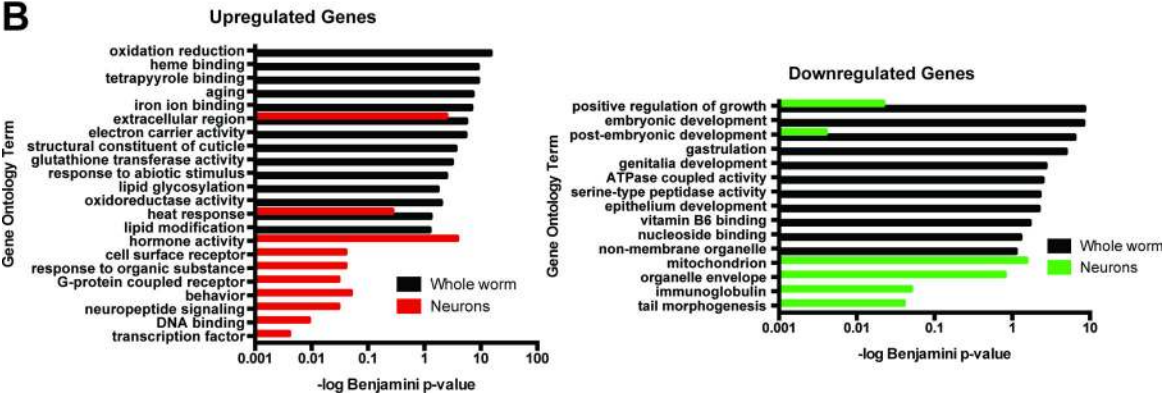 B
Upregulated Genes
Gene Ontology Term
oxidation reduction
heme binding
tetrapyyrole binding
aging
iron ion binding
extracellular region
electron carrier activity
structural constituent of cuticle
glutathione transferase activity
response to abiotic stimulus
lipid glycosylation
oxidoreductase activity
heat response
lipid modification
hormone activity
cell surface receptor
response to organic substance
G-protein coupled receptor
behavior
neuropeptide signaling
DNA binding
transcription factor
Whole worm
Neurons
0.001 0.01 0.1 1 10 100
-log Benjamini p-value
Downregulated Genes
Gene Ontology Term
positive regulation of growth
embryonic development
post-embryonic development
gastrulation
genitalia development
ATPase coupled activity
serine-type peptidase activity
epithelium development
vitamin B6 binding
nucleoside binding
non-membrane organelle
mitochondrion
organelle envelope
immunoglobulin
tail morphogenesis
Whole worm
Neurons
0.001 0.01 0.1 1 10
-log Benjamini p-value